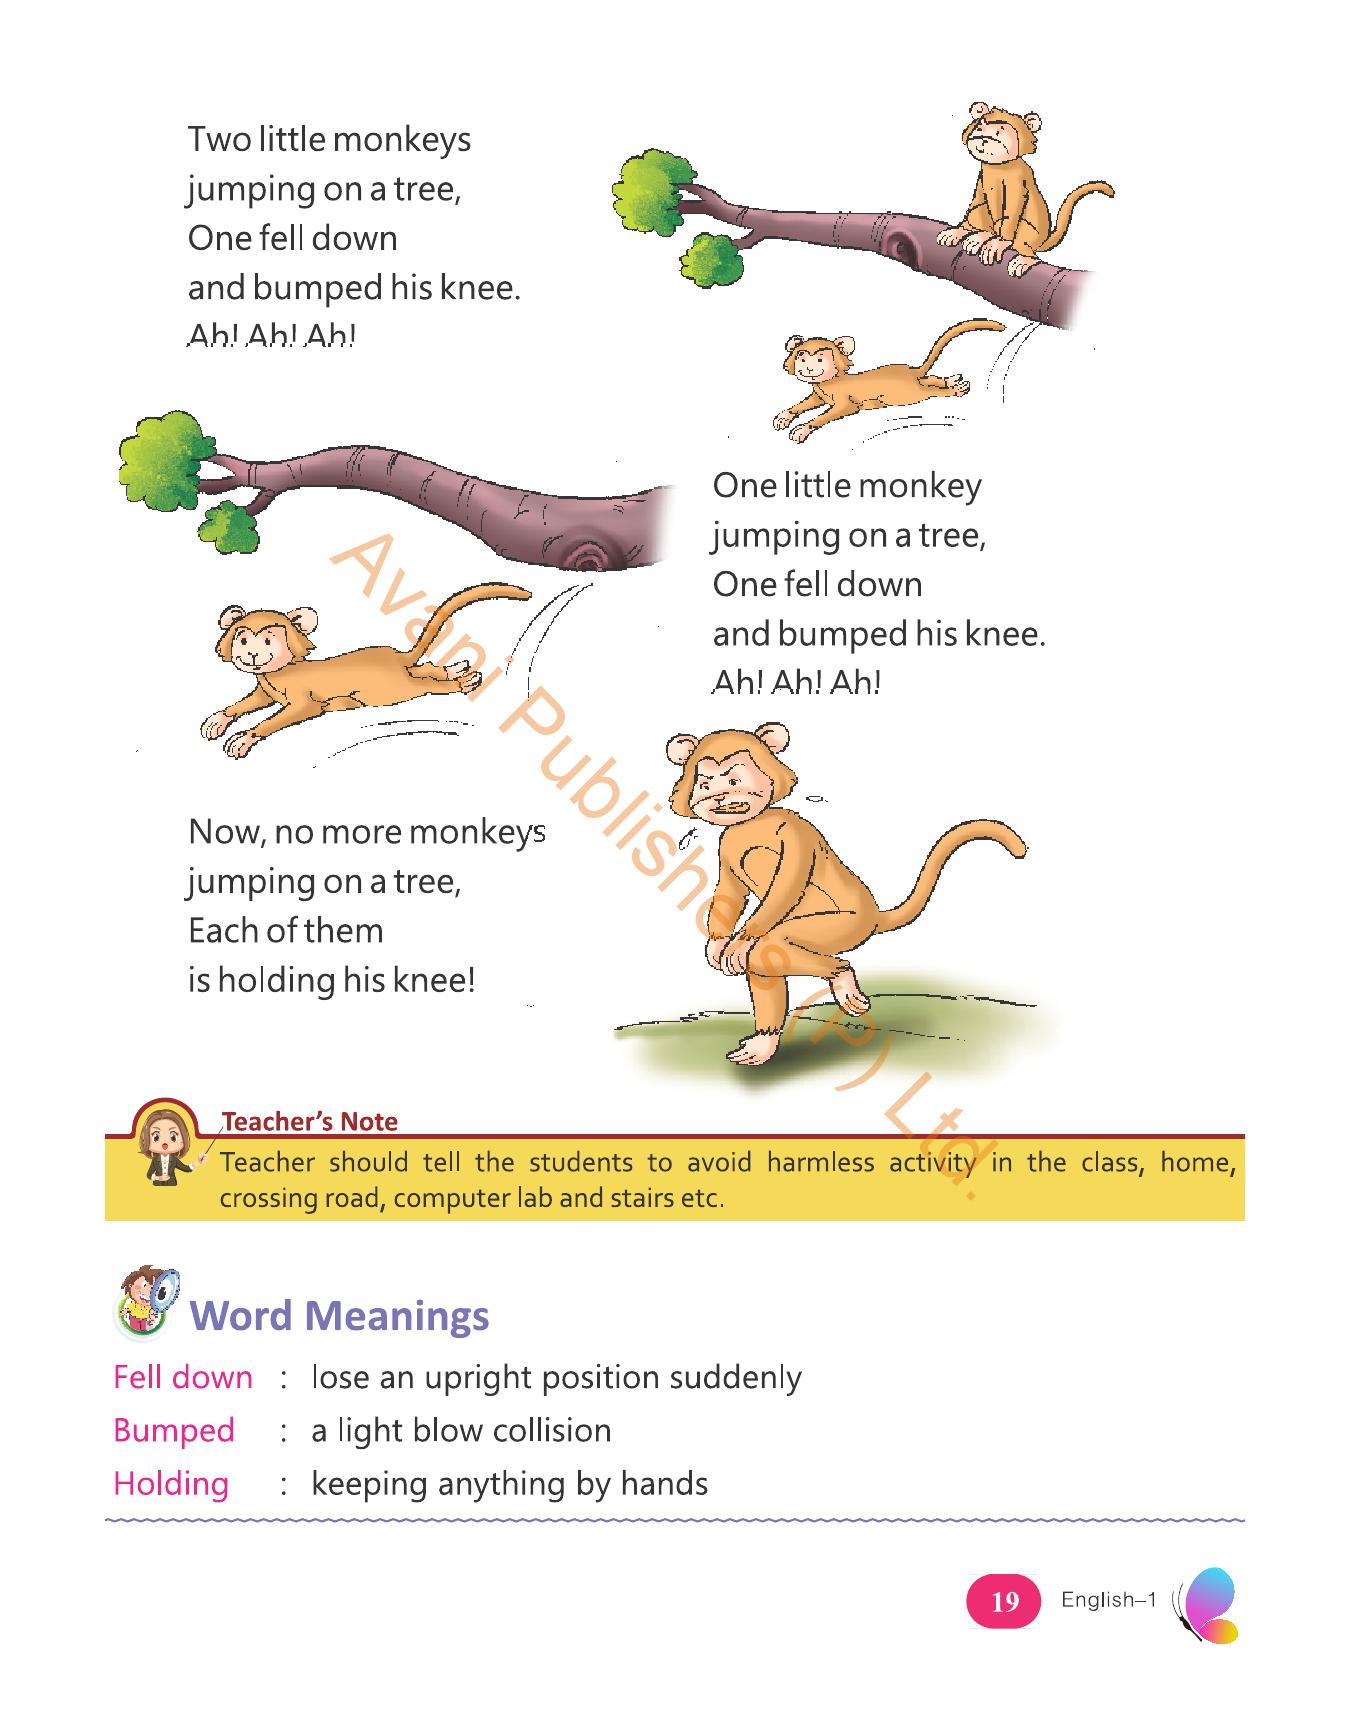 Two little monkeys
jumping on a tree,
One fell down
and bumped his knee.
Ah! Ah! Ah!
One little monkey
jumping on a tree,
One fell down
and bumped his knee.
Ah! Ah! Ah!
Now, no more monkeys
jumping on a tree,
Each of them
is holding his knee!
Avani Publishers (P) Ltd.
Teacher's Note
Teacher should tell the students to avoid harmless activity in the class, home,
crossing road, computer lab and stairs etc.
Word Meanings
Fell down : lose an upright position suddenly
Bumped : a light blow collision
Holding : keeping anything by hands
19 English–1